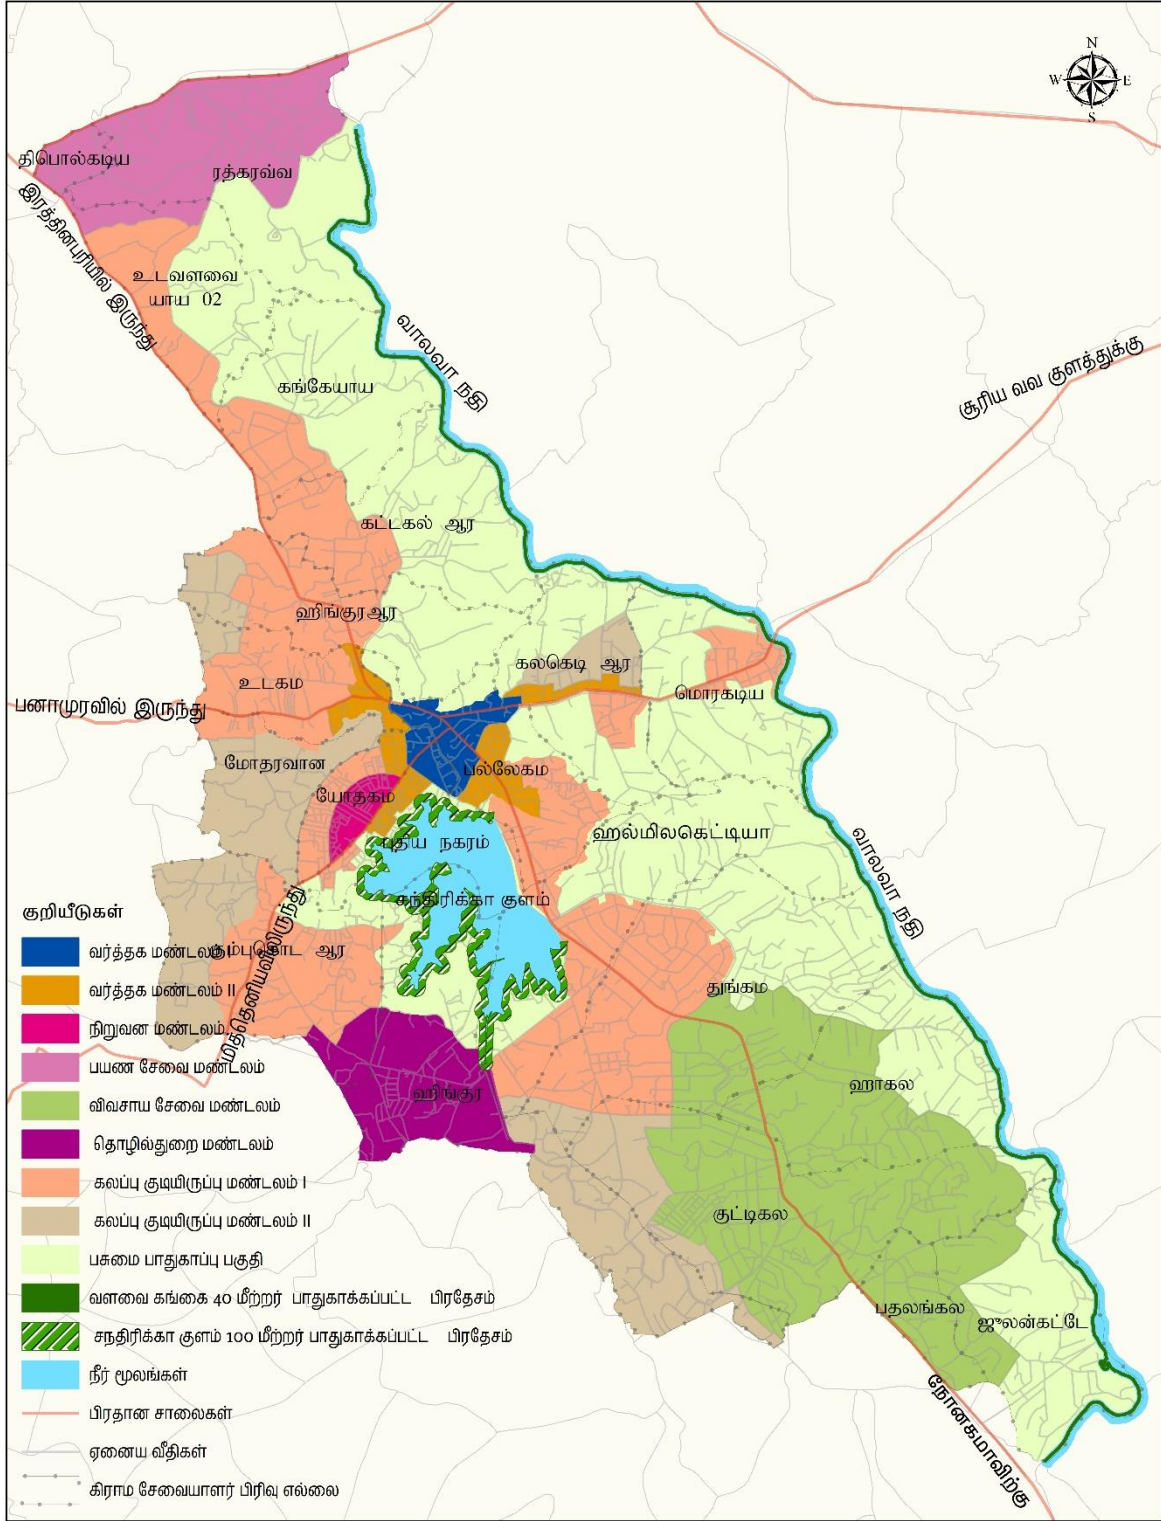 N
W E
S
திபொல்கடிய
ரத்கரவ்வ
இரத்தினபுரியில் இருந்து
உடவளவை
யாய 02
வாலவா நதி
கங்கேயாய
சூரிய வவ குளத்துக்கு
கட்டகல் ஆர
ஹிங்குரஆர
கலகெடி ஆர
உடகம
மொரகடிய
பனாமுரவில் இருந்து
மோதரவான
பல்லேகம
யோதகம
ஹல்மிலகெட்டியா
புதிய நகரம்
வாலவா நதி
சந்திரிக்கா குளம்
கும்புகொட ஆர
மித்தெனியவிலிருந்து
துங்கம
ஹாகல
ஹிங்குர
குட்டிகல
பதலங்கல
ஜுலன்கட்டே
நோனகமாவிற்கு
குறியீடுகள்
வர்த்தக மண்டலம் I
வர்த்தக மண்டலம் II
நிறுவன மண்டலம்
பயண சேவை மண்டலம்
விவசாய சேவை மண்டலம்
தொழில்துறை மண்டலம்
கலப்பு குடியிருப்பு மண்டலம் I
கலப்பு குடியிருப்பு மண்டலம் II
பசுமை பாதுகாப்பு பகுதி
வளவை கங்கை 40 மீற்றர் பாதுகாக்கப்பட்ட பிரதேசம்
சந்திரிக்கா குளம் 100 மீற்றர் பாதுகாக்கப்பட்ட பிரதேசம்
நீர் மூலங்கள்
பிரதான சாலைகள்
ஏனைய வீதிகள்
கிராம சேவையாளர் பிரிவு எல்லை